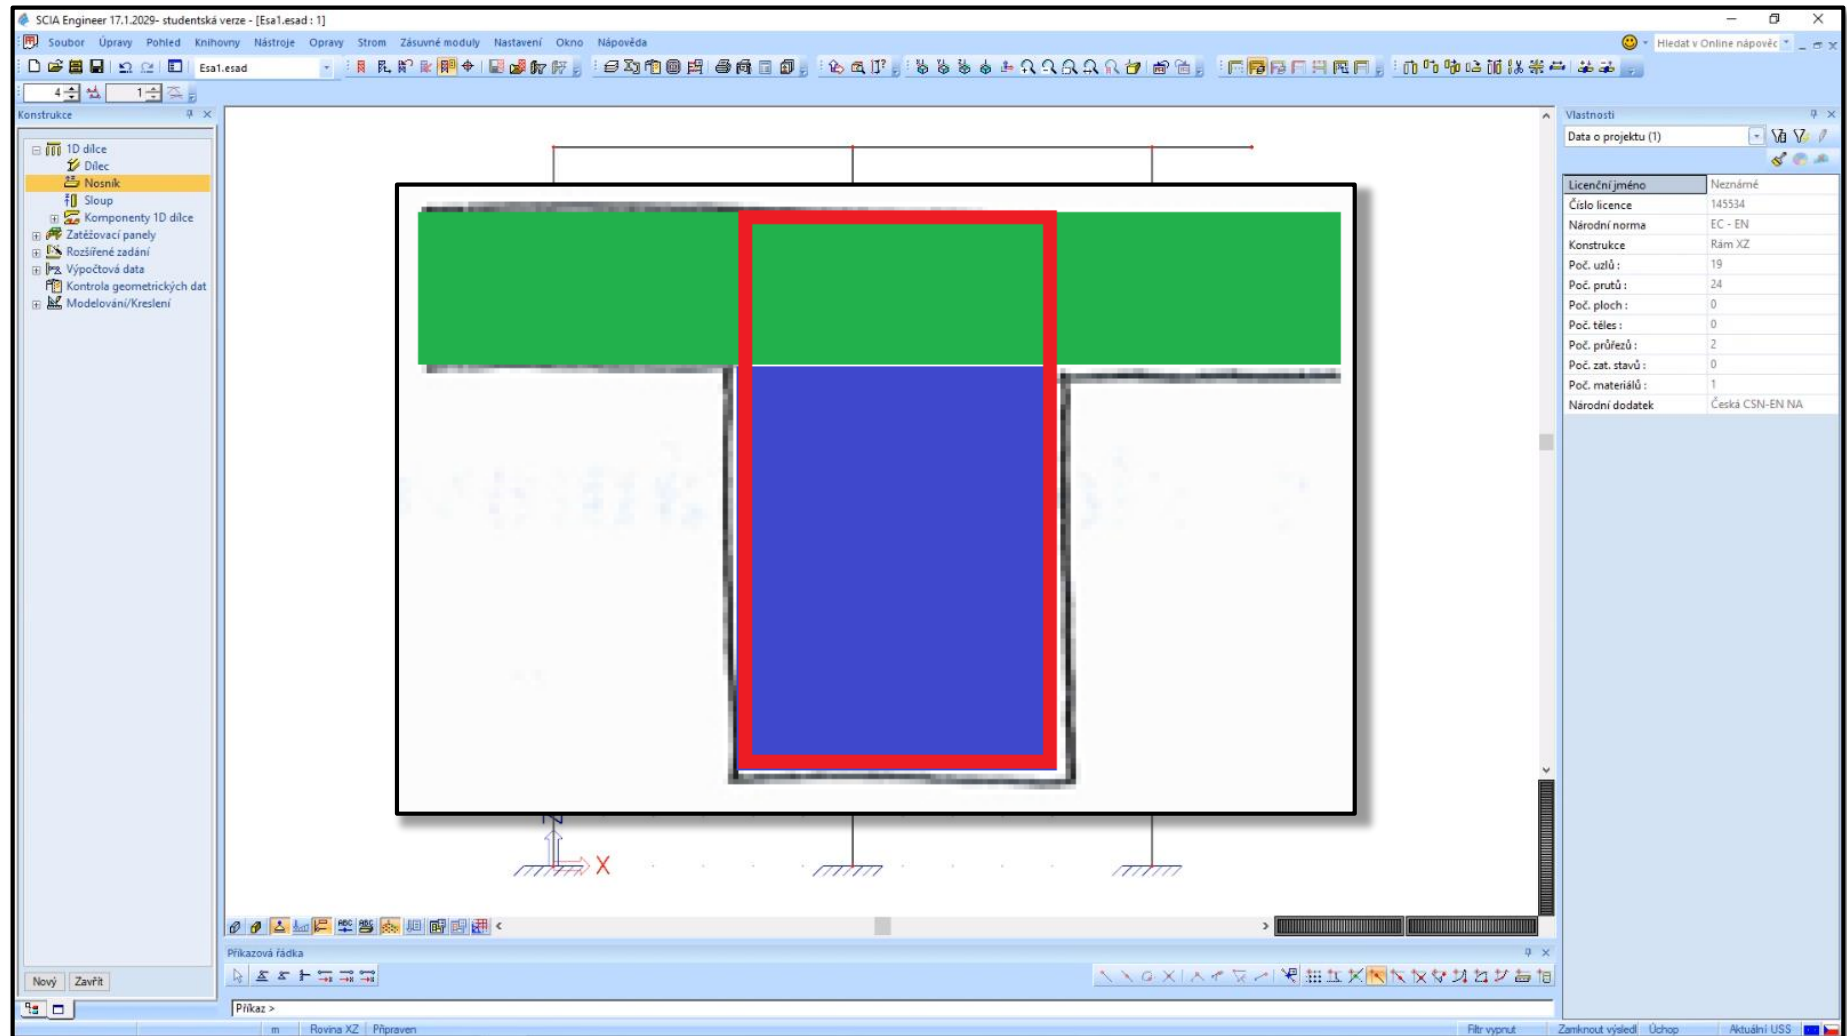 SCIA Engineer 17.1.2029- studentská verze - [Esa1.esad : 1]
Soubor Úpravy Pohled Knihovny Nástroje Opravy Strom Zásuvné moduly Nastavení Okno Nápověda
Hledat v Online nápověc
Esa1.esad
4 1
Konstrukce
1D dílce
Dílec
Nosník
Sloup
Komponenty 1D dílce
Zatěžovací panely
Rozšířené zadání
Výpočtová data
Kontrola geometrických dat
Modelování/Kreslení
Nový Zavřít
X
Příkazová řádka
Příkaz >
Vlastnosti
Data o projektu (1)
Licenční jméno Neznámé
Číslo licence 145534
Národní norma EC - EN
Konstrukce Rám XZ
Poč. uzlů : 19
Poč. prutů : 24
Poč. ploch : 0
Poč. těles : 0
Poč. průřezů : 2
Poč. zat. stavů : 0
Poč. materiálů : 1
Národní dodatek Česká CSN-EN NA
m Rovina XZ Připraven Filtr vypnut Zamknout výsledl Úchop Aktuální USS